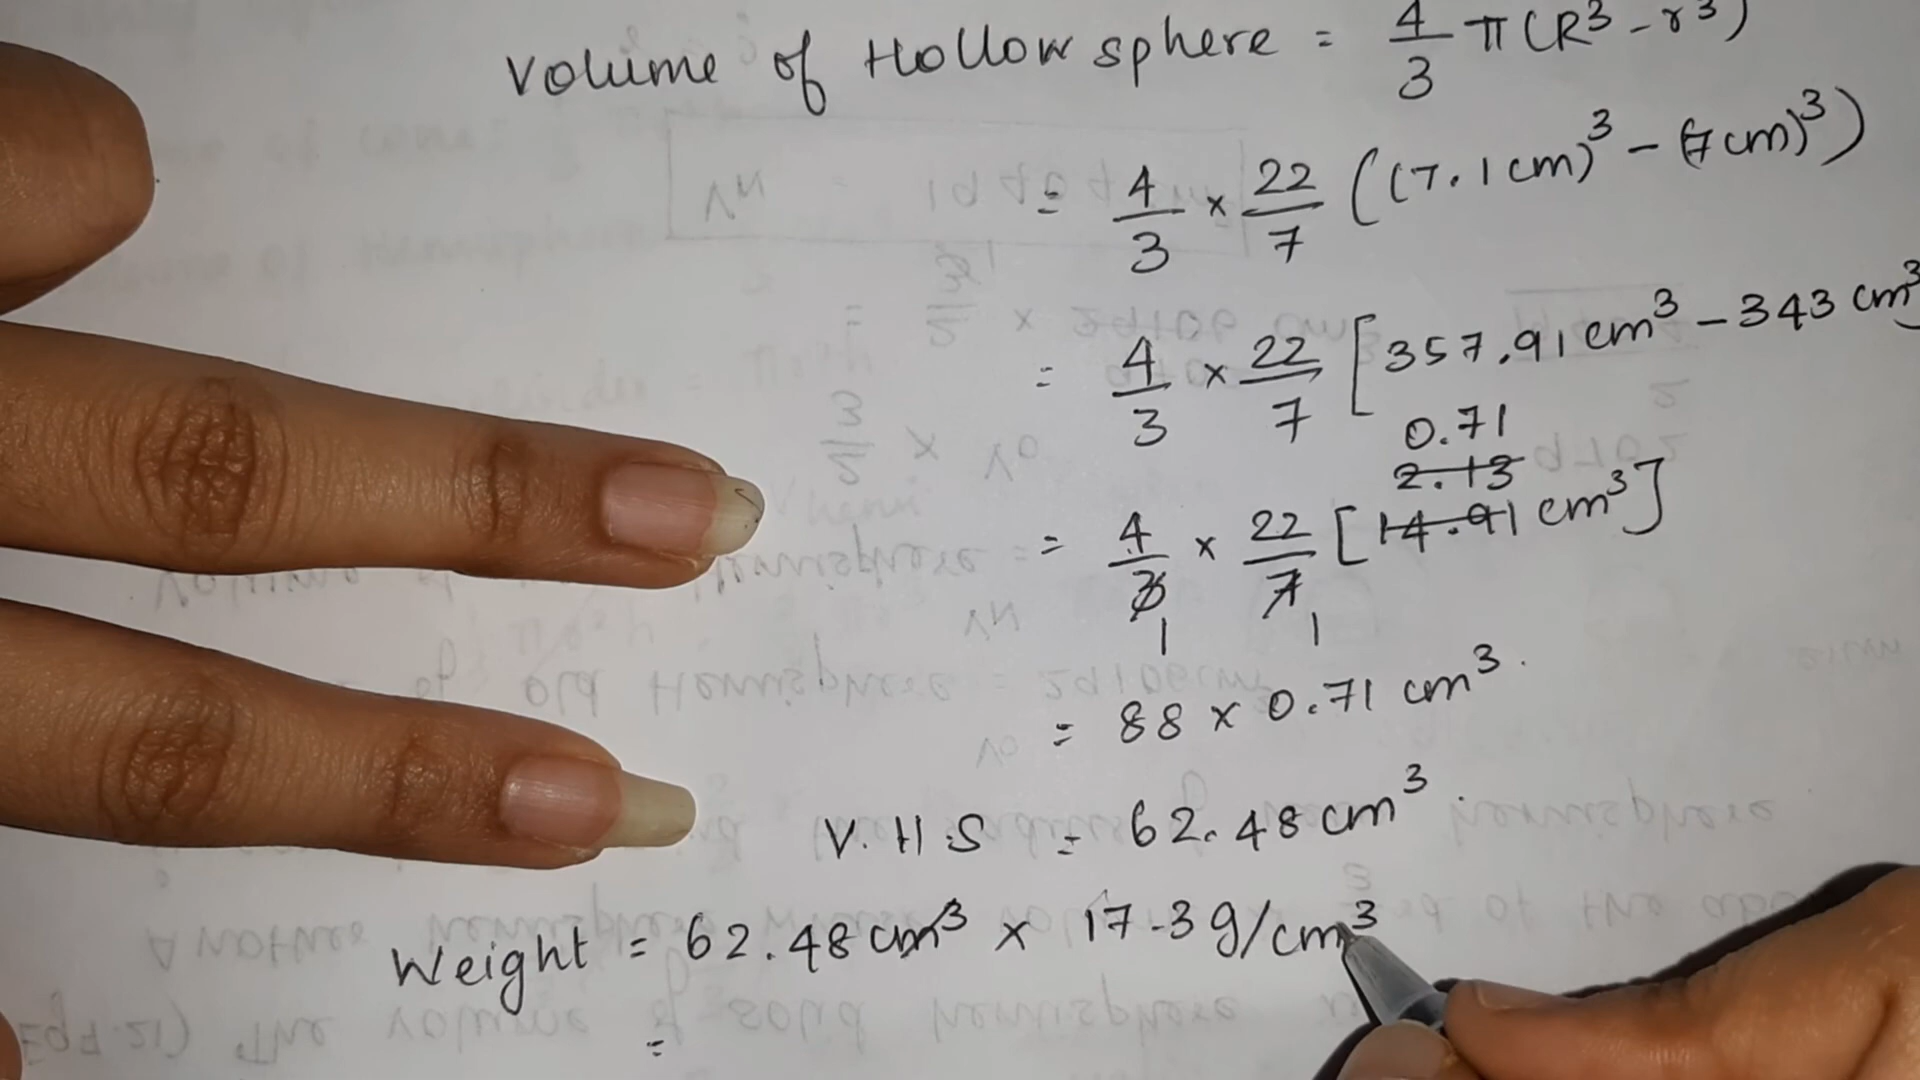 Volume of Hollow sphere = 4/3 π (R³ - r³)
= 4/3 × 22/7 ((7.1 cm)³ - (7 cm)³)
= 4/3 × 22/7 [357.91 cm³ - 343 cm³
0.71
2.13
= 4/3 × 22/7 [14.91 cm³]
1 1
= 88 × 0.71 cm³.
V.H.S = 62.48 cm³.
Weight = 62.48 cm³ × 17.3 g/cm³
=